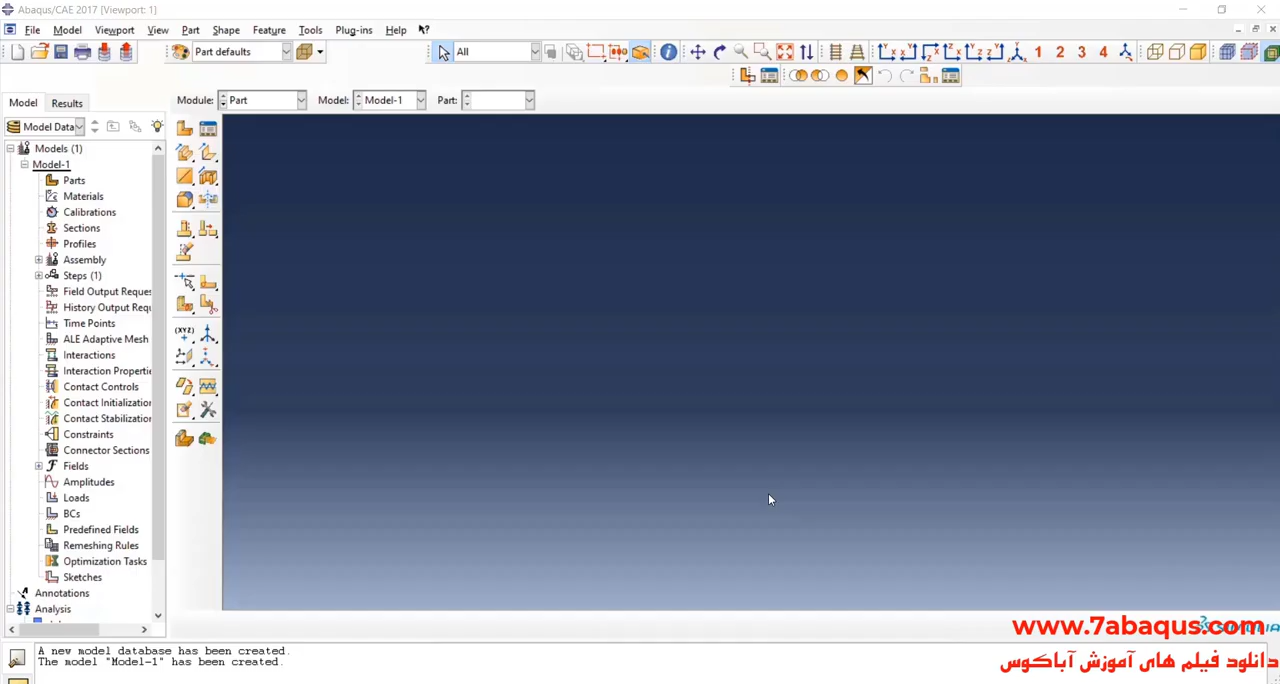 Abaqus/CAE 2017 [Viewport: 1]
File Model Viewport View Part Shape Feature Tools Plug-ins Help
Part defaults All 1 2 3 4
Model Results Module: Part Model: Model-1 Part:
Model Data
Models (1)
Model-1
Parts
Materials
Calibrations
Sections
Profiles
Assembly
Steps (1)
Field Output Reque
History Output Requ
Time Points
ALE Adaptive Mesh
Interactions
Interaction Propertie
Contact Controls
Contact Initialization
Contact Stabilization
Constraints
Connector Sections
Fields
Amplitudes
Loads
BCs
Predefined Fields
Remeshing Rules
Optimization Tasks
Sketches
Annotations
Analysis
(XYZ)
www.7abaqus.com
دانلود فیلم های آموزش آباکوس
A new model database has been created.
The model "Model-1" has been created.